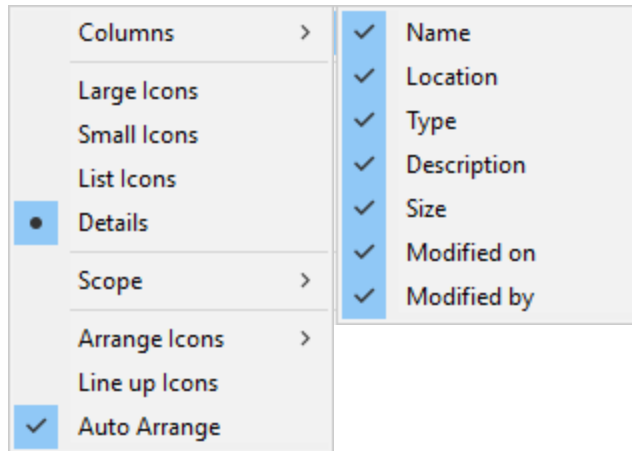 Columns
Large Icons
Small Icons
List Icons
Details
Scope
Arrange Icons
Line up Icons
Auto Arrange
Name
Location
Type
Description
Size
Modified on
Modified by